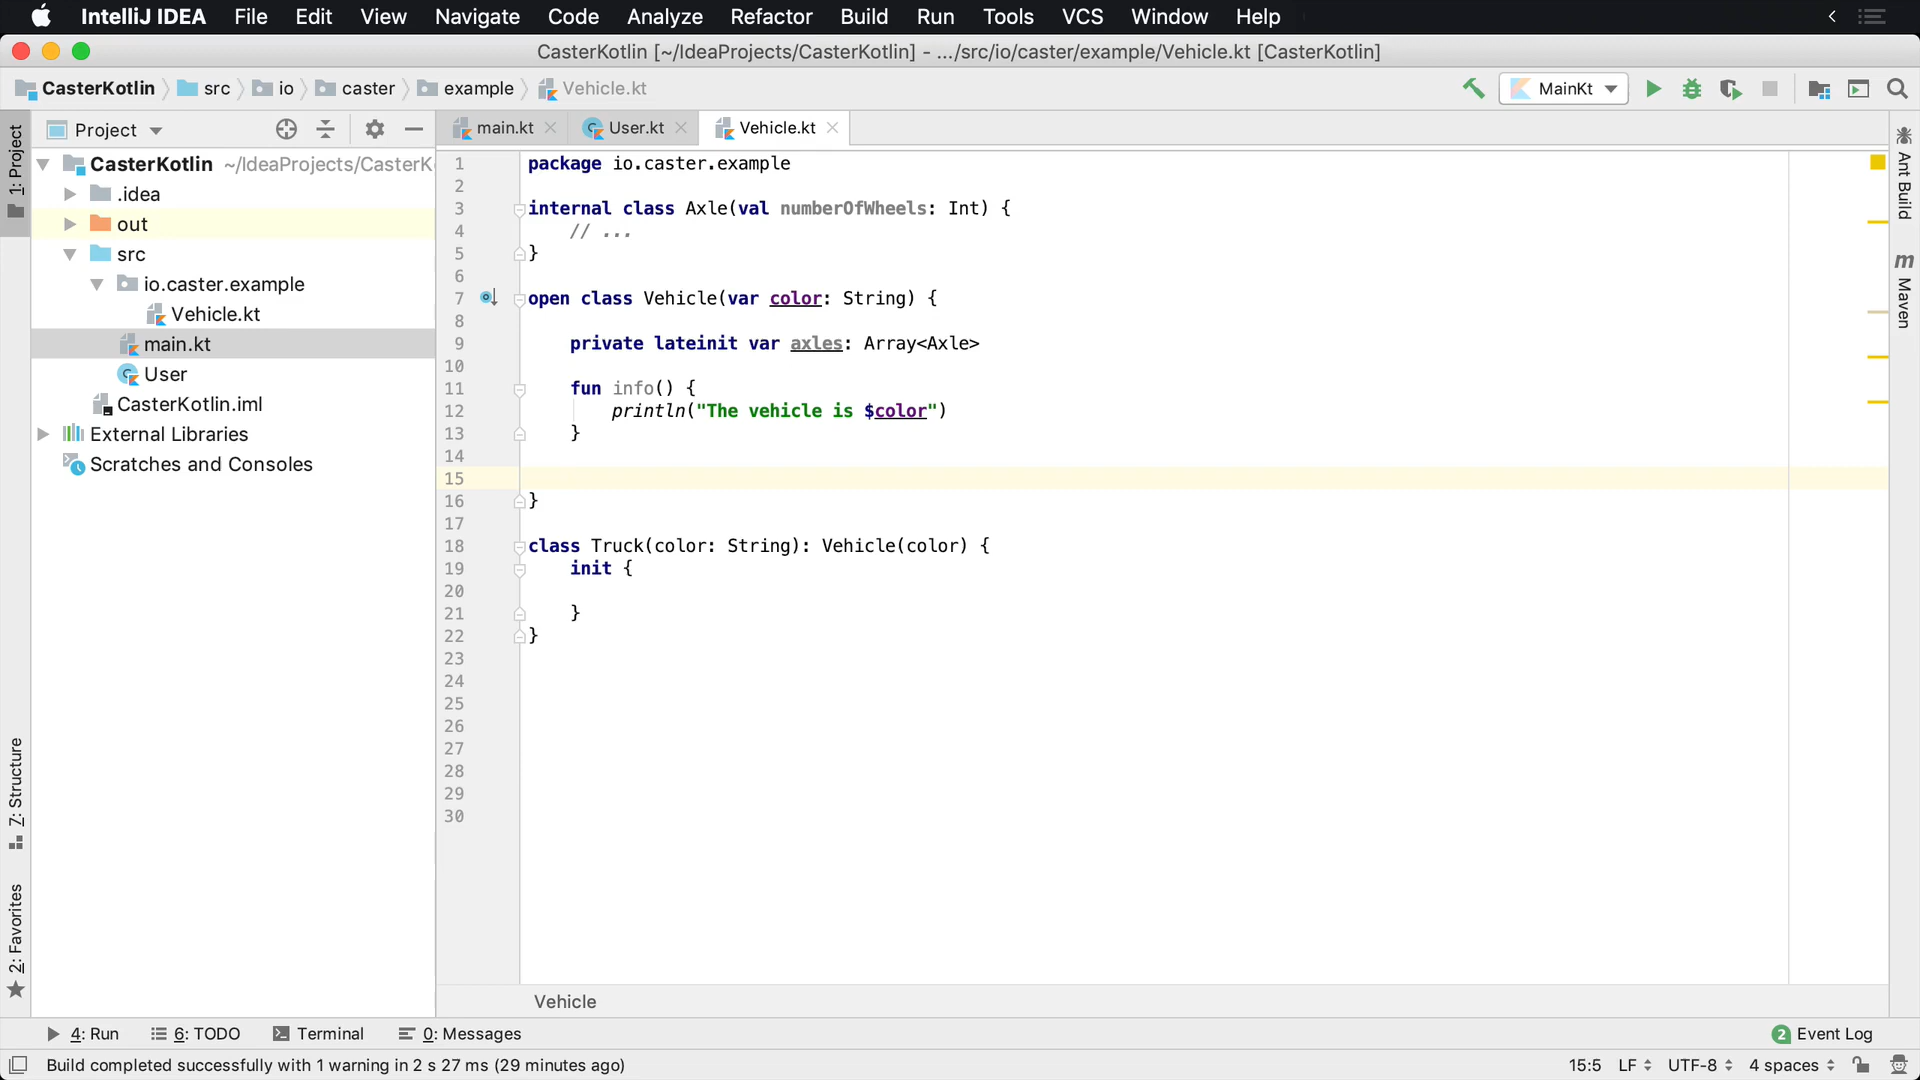 IntelliJ IDEA File Edit View Navigate Code Analyze Refactor Build Run Tools VCS Window Help
CasterKotlin [~/IdeaProjects/CasterKotlin] - .../src/io/caster/example/Vehicle.kt [CasterKotlin]
CasterKotlin src io caster example Vehicle.kt MainKt
Project main.kt User.kt Vehicle.kt
1: Project
CasterKotlin ~/IdeaProjects/CasterK
.idea
out
src
io.caster.example
Vehicle.kt
main.kt
User
CasterKotlin.iml
External Libraries
Scratches and Consoles
Z: Structure
2: Favorites
1 package io.caster.example
2
3 internal class Axle(val numberOfWheels: Int) {
4     // ...
5 }
6
7 open class Vehicle(var color: String) {
8
9     private lateinit var axles: Array<Axle>
10
11     fun info() {
12         println("The vehicle is $color")
13     }
14
15
16 }
17
18 class Truck(color: String): Vehicle(color) {
19     init {
20
21     }
22 }
23
24
25
26
27
28
29
30
Ant Build
m Maven
Vehicle
4: Run 6: TODO Terminal 0: Messages 2 Event Log
Build completed successfully with 1 warning in 2 s 27 ms (29 minutes ago) 15:5 LF UTF-8 4 spaces